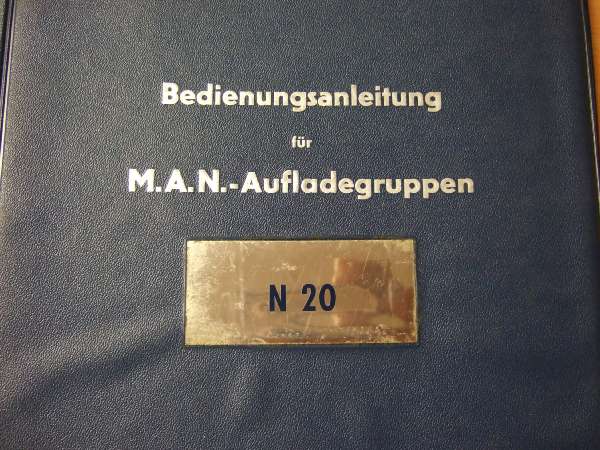 Bedienungsanleitung
für
M.A.N.-Aufladegruppen
N 20